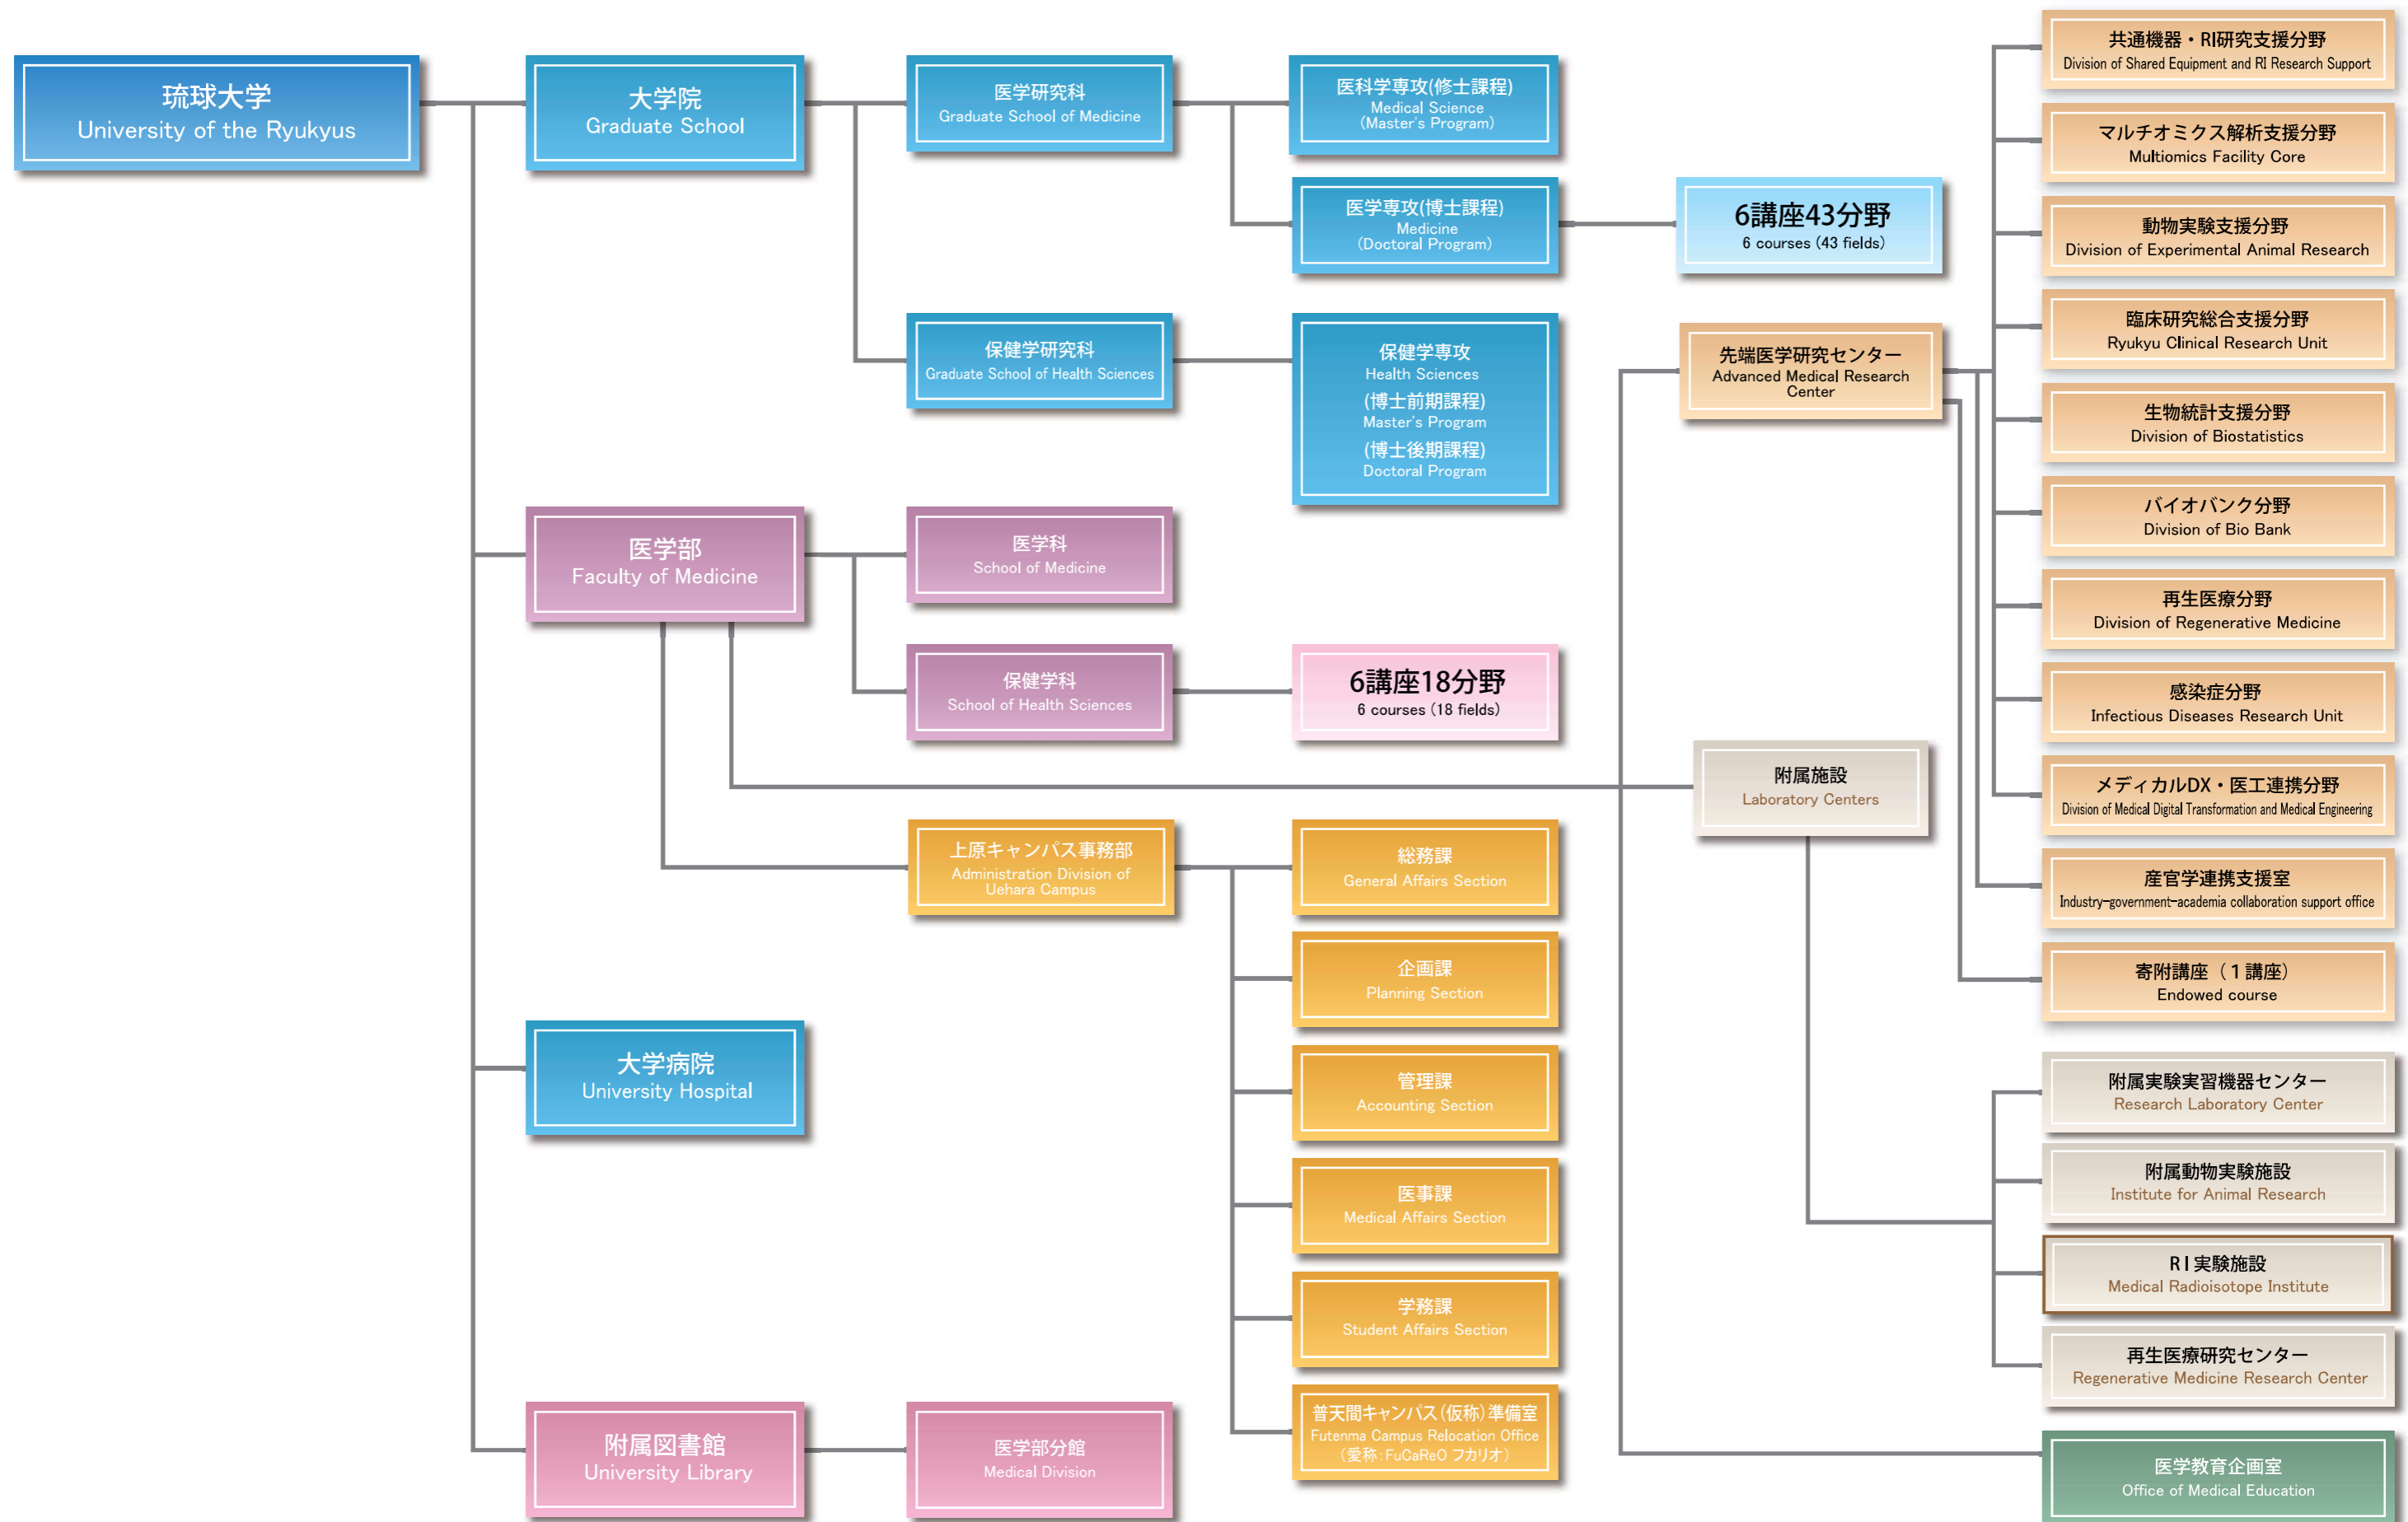 琉球大学
University of the Ryukyus
大学院
Graduate School
医学研究科
Graduate School of Medicine
医科学専攻(修士課程)
Medical Science
(Master's Program)
医学専攻(博士課程)
Medicine
(Doctoral Program)
6講座43分野
6 courses (43 fields)
保健学研究科
Graduate School of Health Sciences
保健学専攻
Health Sciences
(博士前期課程)
Master's Program
(博士後期課程)
Doctoral Program
医学部
Faculty of Medicine
医学科
School of Medicine
保健学科
School of Health Sciences
6講座18分野
6 courses (18 fields)
上原キャンパス事務部
Administration Division of
Uehara Campus
総務課
General Affairs Section
企画課
Planning Section
管理課
Accounting Section
医事課
Medical Affairs Section
学務課
Student Affairs Section
普天間キャンパス(仮称)準備室
Futenma Campus Relocation Office
(愛称:FuCaReO フカリオ)
大学病院
University Hospital
附属図書館
University Library
医学部分館
Medical Division
先端医学研究センター
Advanced Medical Research
Center
共通機器・RI研究支援分野
Division of Shared Equipment and RI Research Support
マルチオミクス解析支援分野
Multiomics Facility Core
動物実験支援分野
Division of Experimental Animal Research
臨床研究総合支援分野
Ryukyu Clinical Research Unit
生物統計支援分野
Division of Biostatistics
バイオバンク分野
Division of Bio Bank
再生医療分野
Division of Regenerative Medicine
感染症分野
Infectious Diseases Research Unit
メディカルDX・医工連携分野
Division of Medical Digital Transformation and Medical Engineering
産官学連携支援室
Industry-government-academia collaboration support office
寄附講座（１講座）
Endowed course
附属施設
Laboratory Centers
附属実験実習機器センター
Research Laboratory Center
附属動物実験施設
Institute for Animal Research
RI実験施設
Medical Radioisotope Institute
再生医療研究センター
Regenerative Medicine Research Center
医学教育企画室
Office of Medical Education